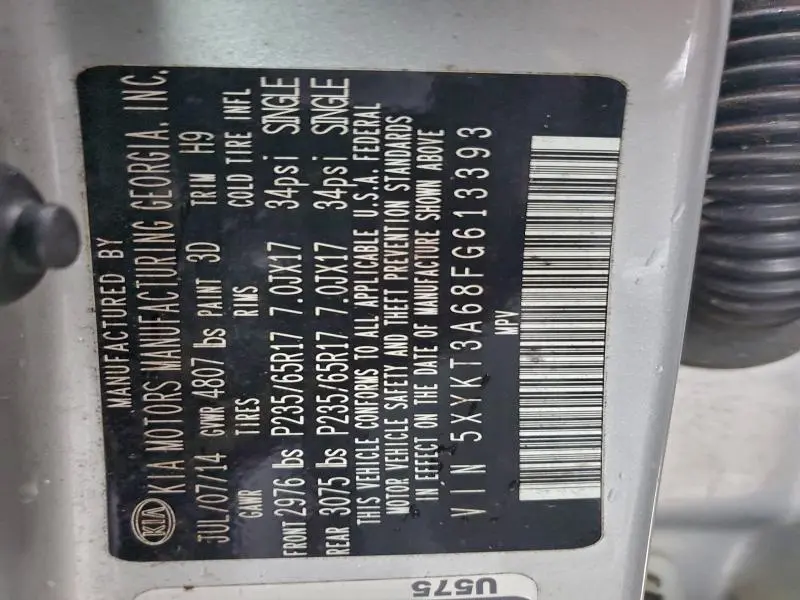 MANUFACTURED BY
KIA KIA MOTORS MANUFACTURING GEORGIA, INC.
JUL/07/14 GVWR 4807 lbs PAINT 3D TRIM H9
GAWR TIRES RIMS COLD TIRE INFL
FRONT 2976 lbs P235/65R17 7.0JX17 34psi SINGLE
REAR 3075 lbs P235/65R17 7.0JX17 34psi SINGLE
THIS VEHICLE CONFORMS TO ALL APPLICABLE U.S.A. FEDERAL
MOTOR VEHICLE SAFETY AND THEFT PREVENTION STANDARDS
IN EFFECT ON THE DATE OF MANUFACTURE SHOWN ABOVE
VIN 5XYKT3A68FG613393
MPV
U575